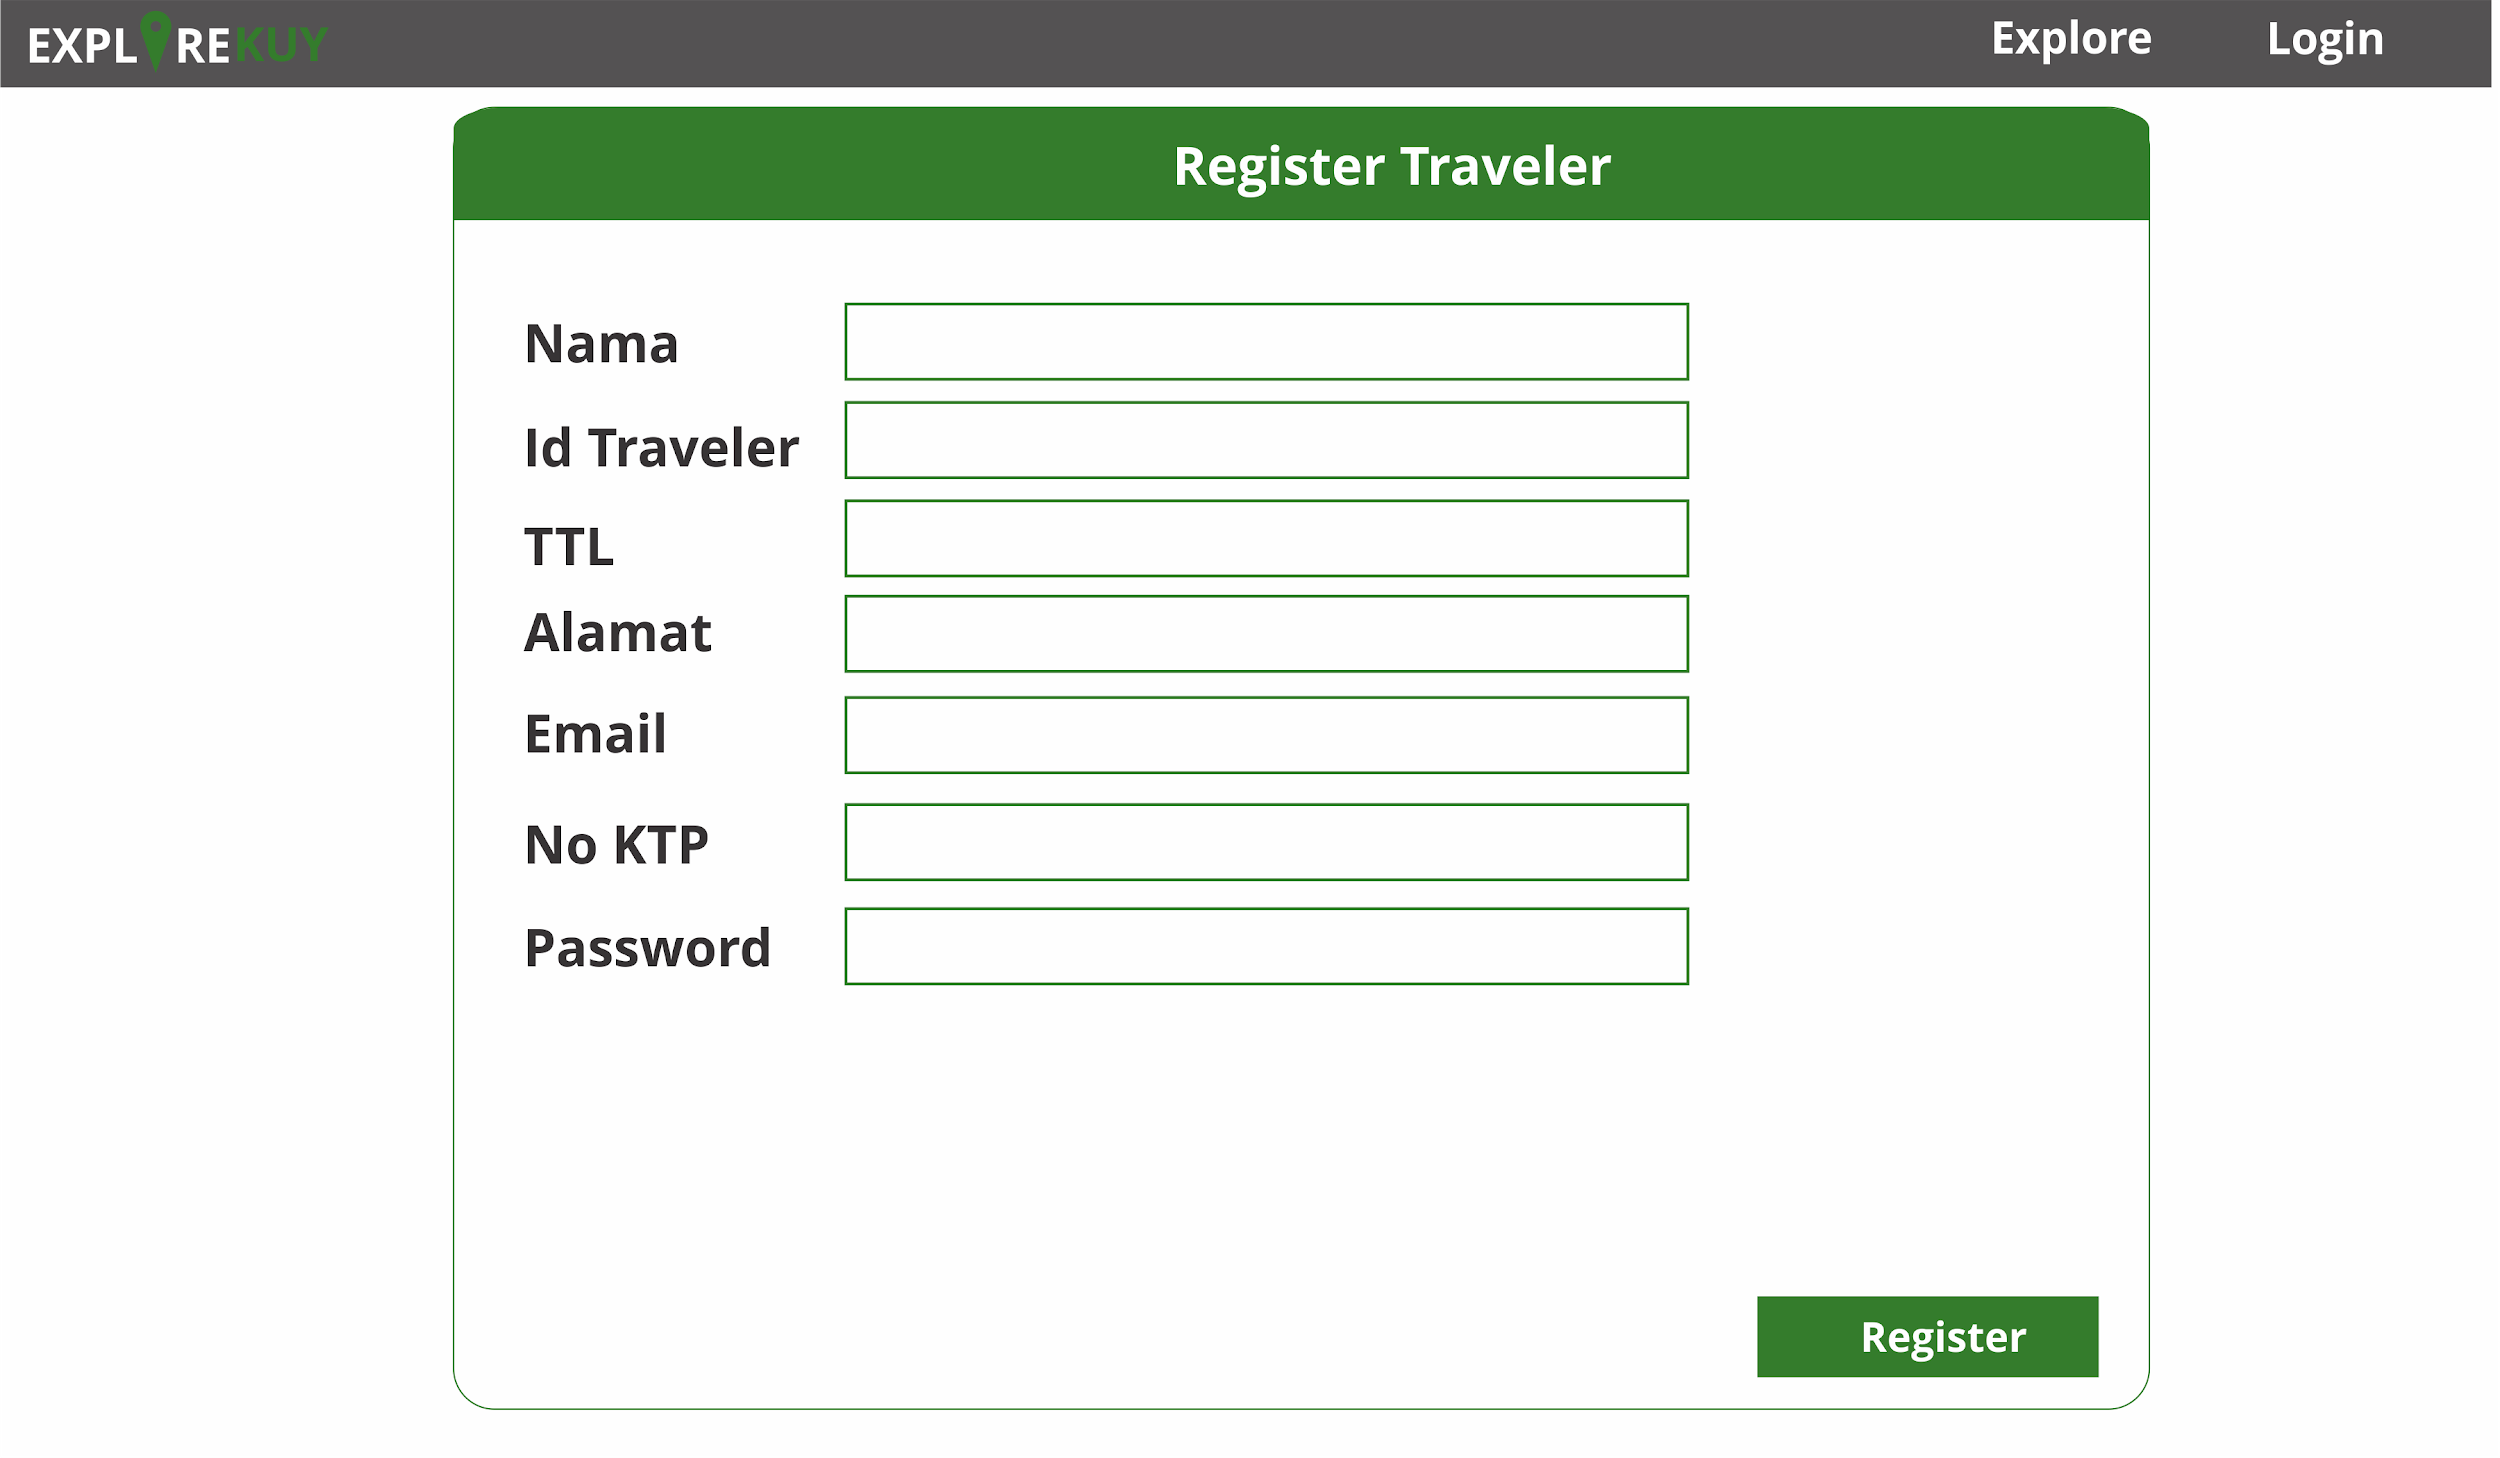 EXPLOREKUY
Explore
Login
Register Traveler
Nama
Id Traveler
TTL
Alamat
Email
No KTP
Password
Register